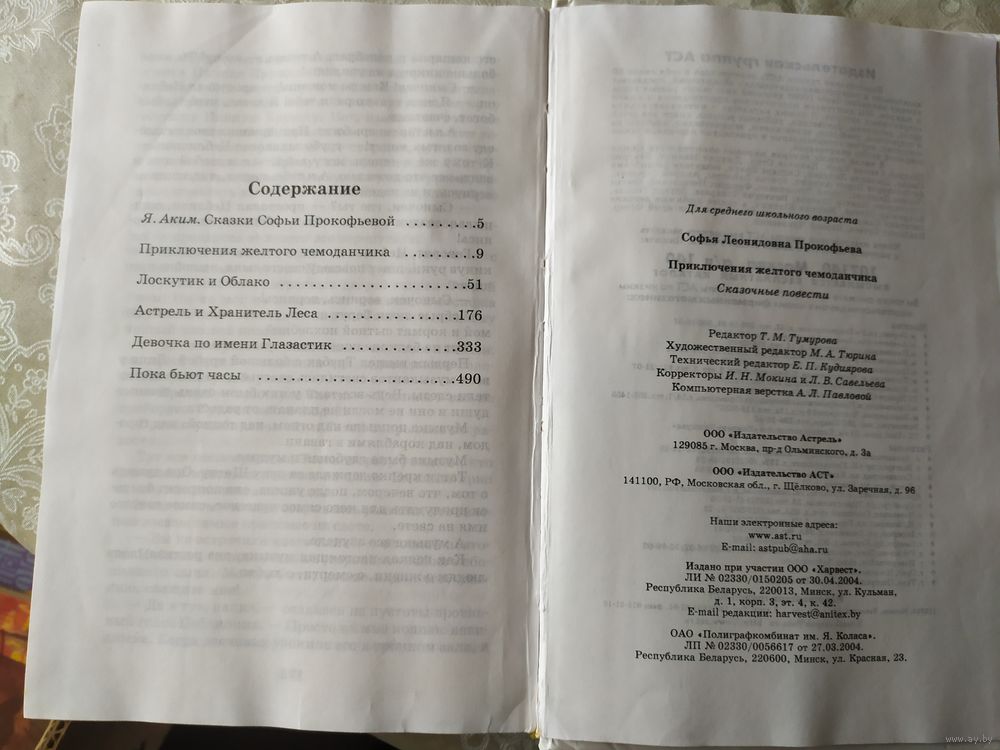 Содержание
Я. Аким. Сказки Софьи Прокофьевой .........5
Приключения желтого чемоданчика .........9
Лоскутик и Облако .......................51
Астрель и Хранитель Леса ................176
Девочка по имени Глазастик ..............333
Пока бьют часы ........................490
Для среднего школьного возраста
Софья Леонидовна Прокофьева
Приключения желтого чемоданчика
Сказочные повести
Редактор Т. М. Тумурова
Художественный редактор М. А. Тюрина
Технический редактор Е. П. Кудиярова
Корректоры И. Н. Мокина и Л. В. Савельева
Компьютерная верстка А. Л. Павловой
ООО «Издательство Астрель»
129085 г. Москва, пр-д Ольминского, д. 3а
ООО «Издательство АСТ»
141100, РФ, Московская обл., г. Щёлково, ул. Заречная, д. 96
Наши электронные адреса:
www.ast.ru
E-mail: astpub@aha.ru
Издано при участии ООО «Харвест».
ЛИ № 02330/0150205 от 30.04.2004.
Республика Беларусь, 220013, Минск, ул. Кульман,
д. 1, корп. 3, эт. 4, к. 42.
E-mail редакции: harvest@anitex.by
ОАО «Полиграфкомбинат им. Я. Коласа».
ЛП № 02330/0056617 от 27.03.2004.
Республика Беларусь, 220600, Минск, ул. Красная, 23.
www.ay.by